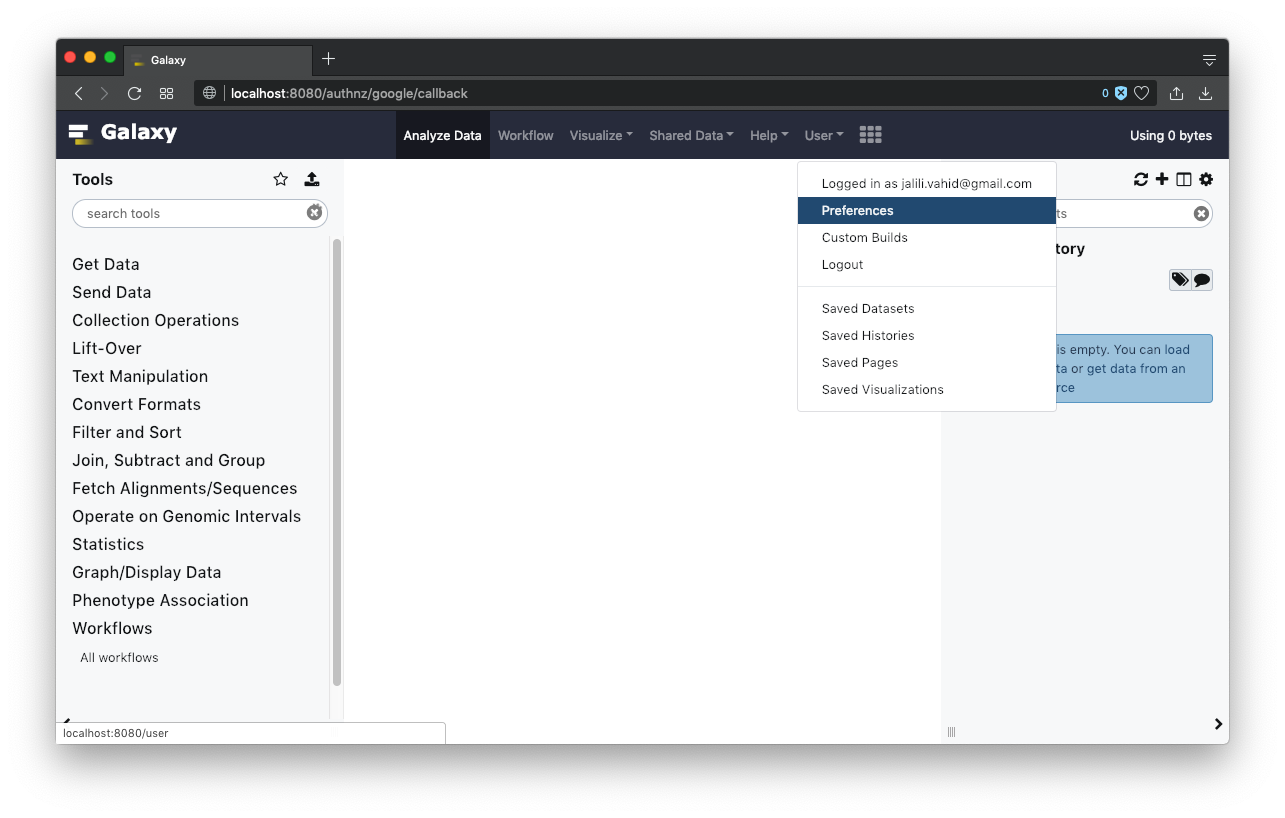 Galaxy
localhost:8080/authnz/google/callback
0
Galaxy
Analyze Data
Workflow
Visualize
Shared Data
Help
User
Using 0 bytes
Tools
search tools
Get Data
Send Data
Collection Operations
Lift-Over
Text Manipulation
Convert Formats
Filter and Sort
Join, Subtract and Group
Fetch Alignments/Sequences
Operate on Genomic Intervals
Statistics
Graph/Display Data
Phenotype Association
Workflows
All workflows
localhost:8080/user
Logged in as jalili.vahid@gmail.com
Preferences
Custom Builds
Logout
Saved Datasets
Saved Histories
Saved Pages
Saved Visualizations
ts
tory
is empty. You can load
ta or get data from an
rce